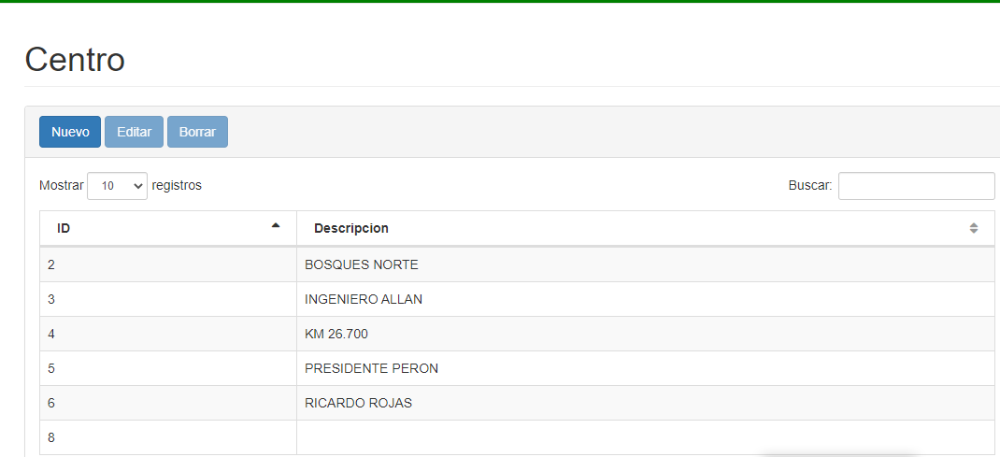 Centro
Nuevo Editar Borrar
Mostrar 10 registros Buscar:
ID Descripcion
2 BOSQUES NORTE
3 INGENIERO ALLAN
4 KM 26.700
5 PRESIDENTE PERON
6 RICARDO ROJAS
8